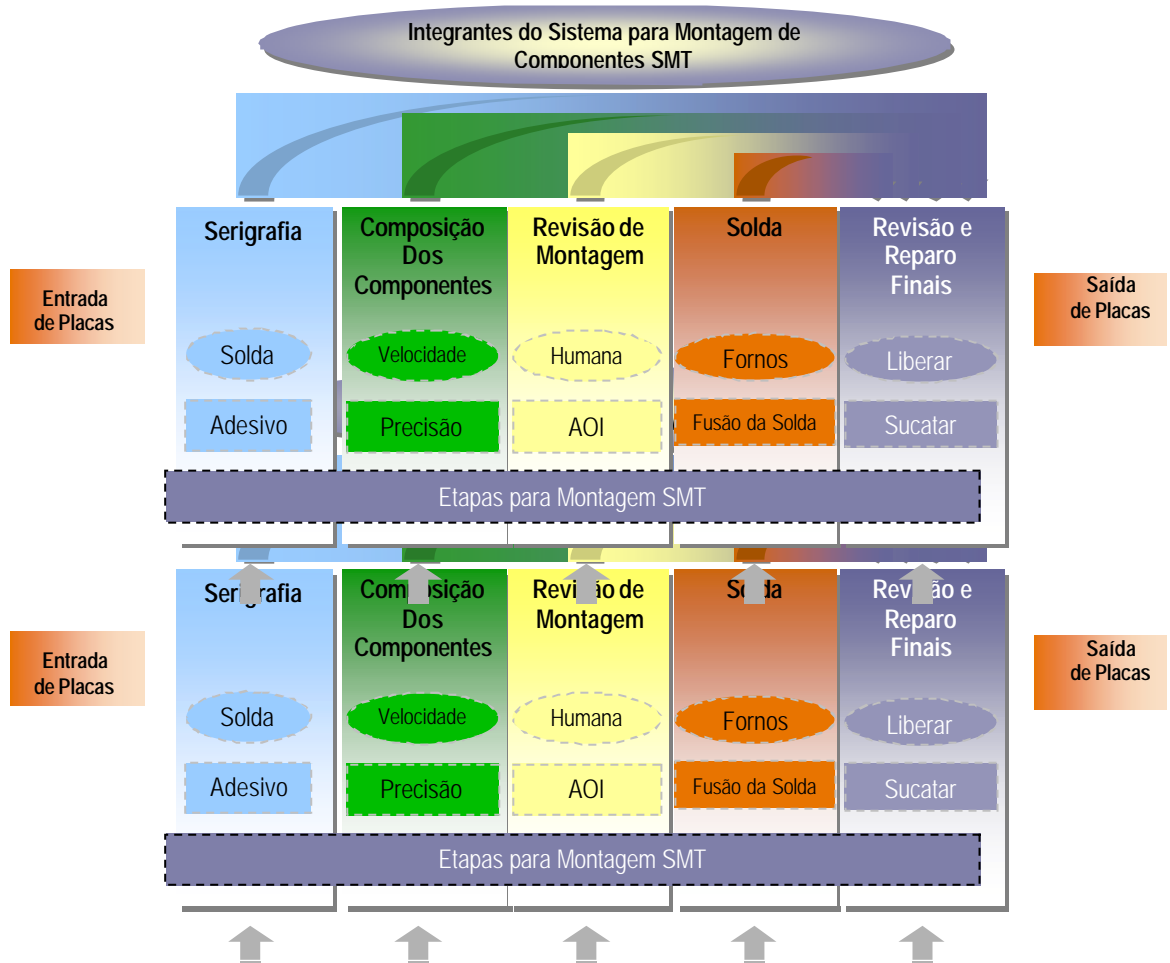 Integrantes do Sistema para Montagem de
Componentes SMT
Serigrafia
Composição
Dos
Componentes
Revisão de
Montagem
Solda
Revisão e
Reparo
Finais
Entrada
de Placas
Saída
de Placas
Solda
Velocidade
Humana
Fornos
Liberar
Adesivo
Precisão
AOI
Fusão da Solda
Sucatar
Etapas para Montagem SMT
Serigrafia
Composição
Dos
Componentes
Revisão de
Montagem
Solda
Revisão e
Reparo
Finais
Entrada
de Placas
Saída
de Placas
Solda
Velocidade
Humana
Fornos
Liberar
Adesivo
Precisão
AOI
Fusão da Solda
Sucatar
Etapas para Montagem SMT